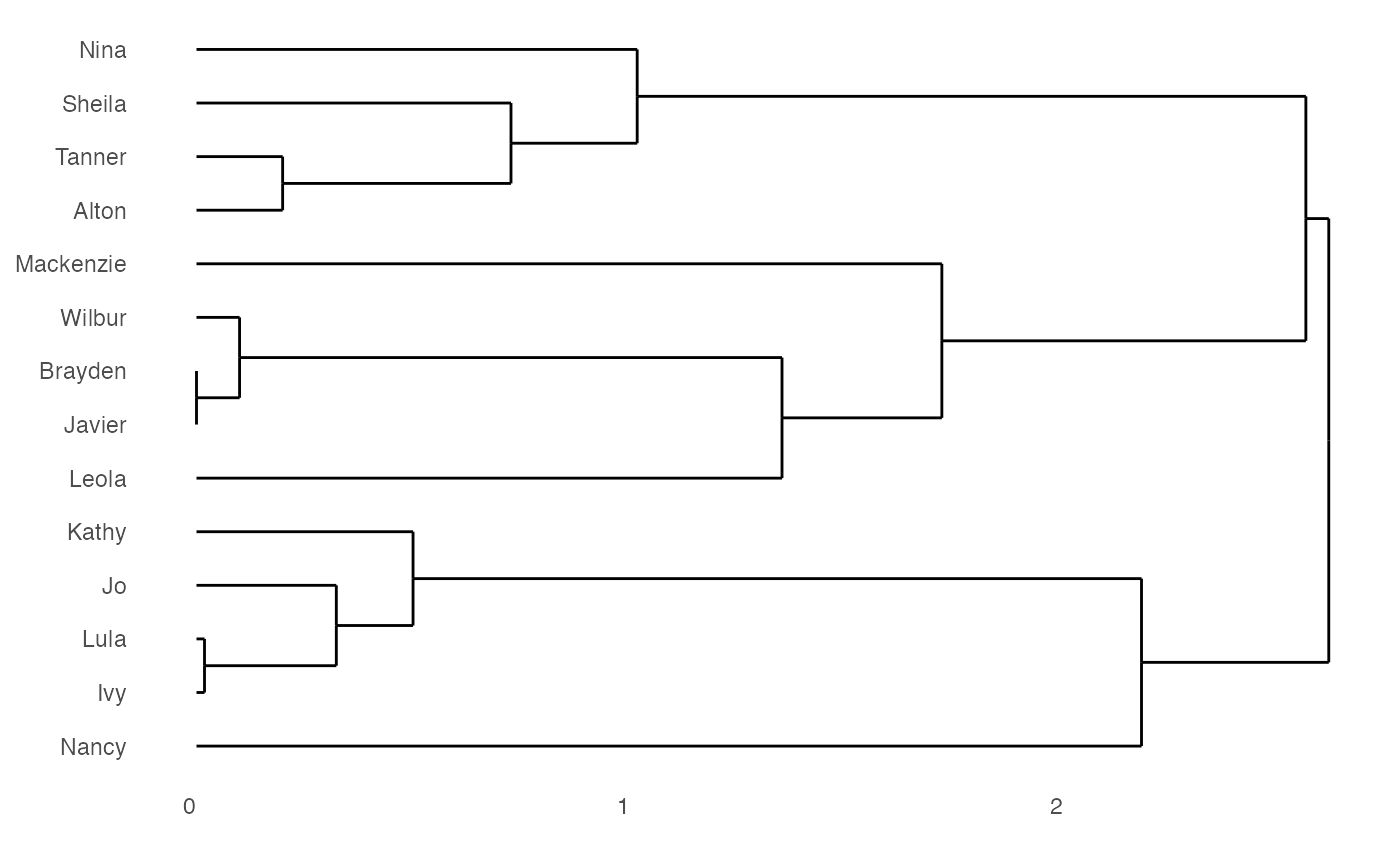 Nina
Sheila
Tanner
Alton
Mackenzie
Wilbur
Brayden
Javier
Leola
Kathy
Jo
Lula
Ivy
Nancy
0 1 2